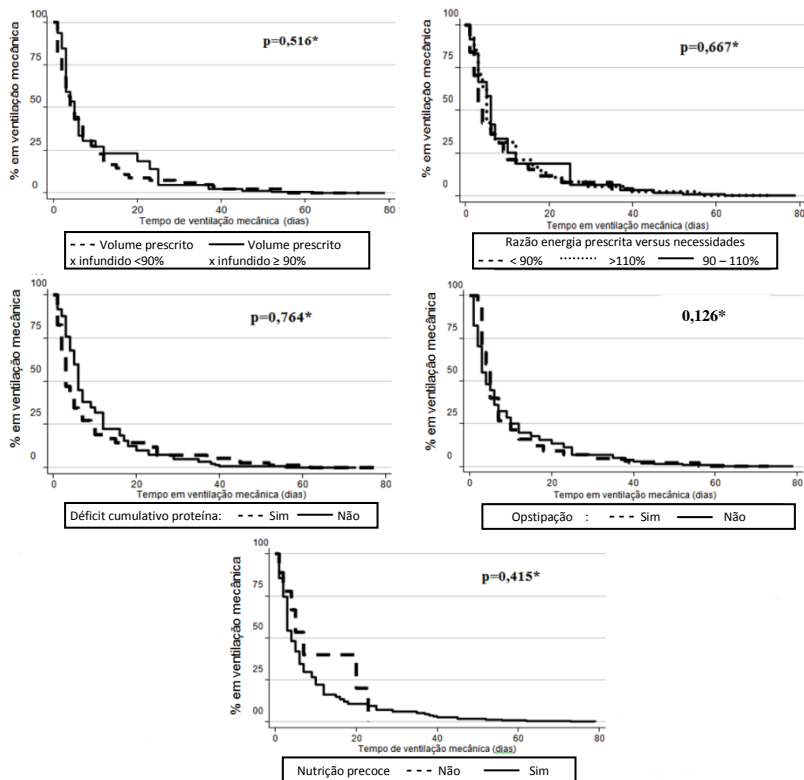 % em ventilação mecânica
100
75
50
25
0
p=0,516*
0 20 40 60 80
Tempo de ventilação mecânica (dias)
Volume prescrito Volume prescrito
x infundido <90% x infundido ≥ 90%
% em ventilação mecânica
100
75
50
25
0
p=0,667*
0 20 40 60 80
Tempo em ventilação mecânica (dias)
Razão energia prescrita versus necessidades
< 90% >110% 90 – 110%
% em ventilação mecânica
100
75
50
25
0
p=0,764*
0 20 40 60 80
Tempo em ventilação mecânica (dias)
Déficit cumulativo proteína: Sim Não
% em ventilação mecânica
100
75
50
25
0
0,126*
0 20 40 60 80
Tempo em ventilação mecânica (dias)
Opstipação : Sim Não
% em ventilação mecânica
100
75
50
25
00
p=0,415*
0 20 40 60 80
Tempo de ventilação mecânica (dias)
Nutrição precoce Não Sim